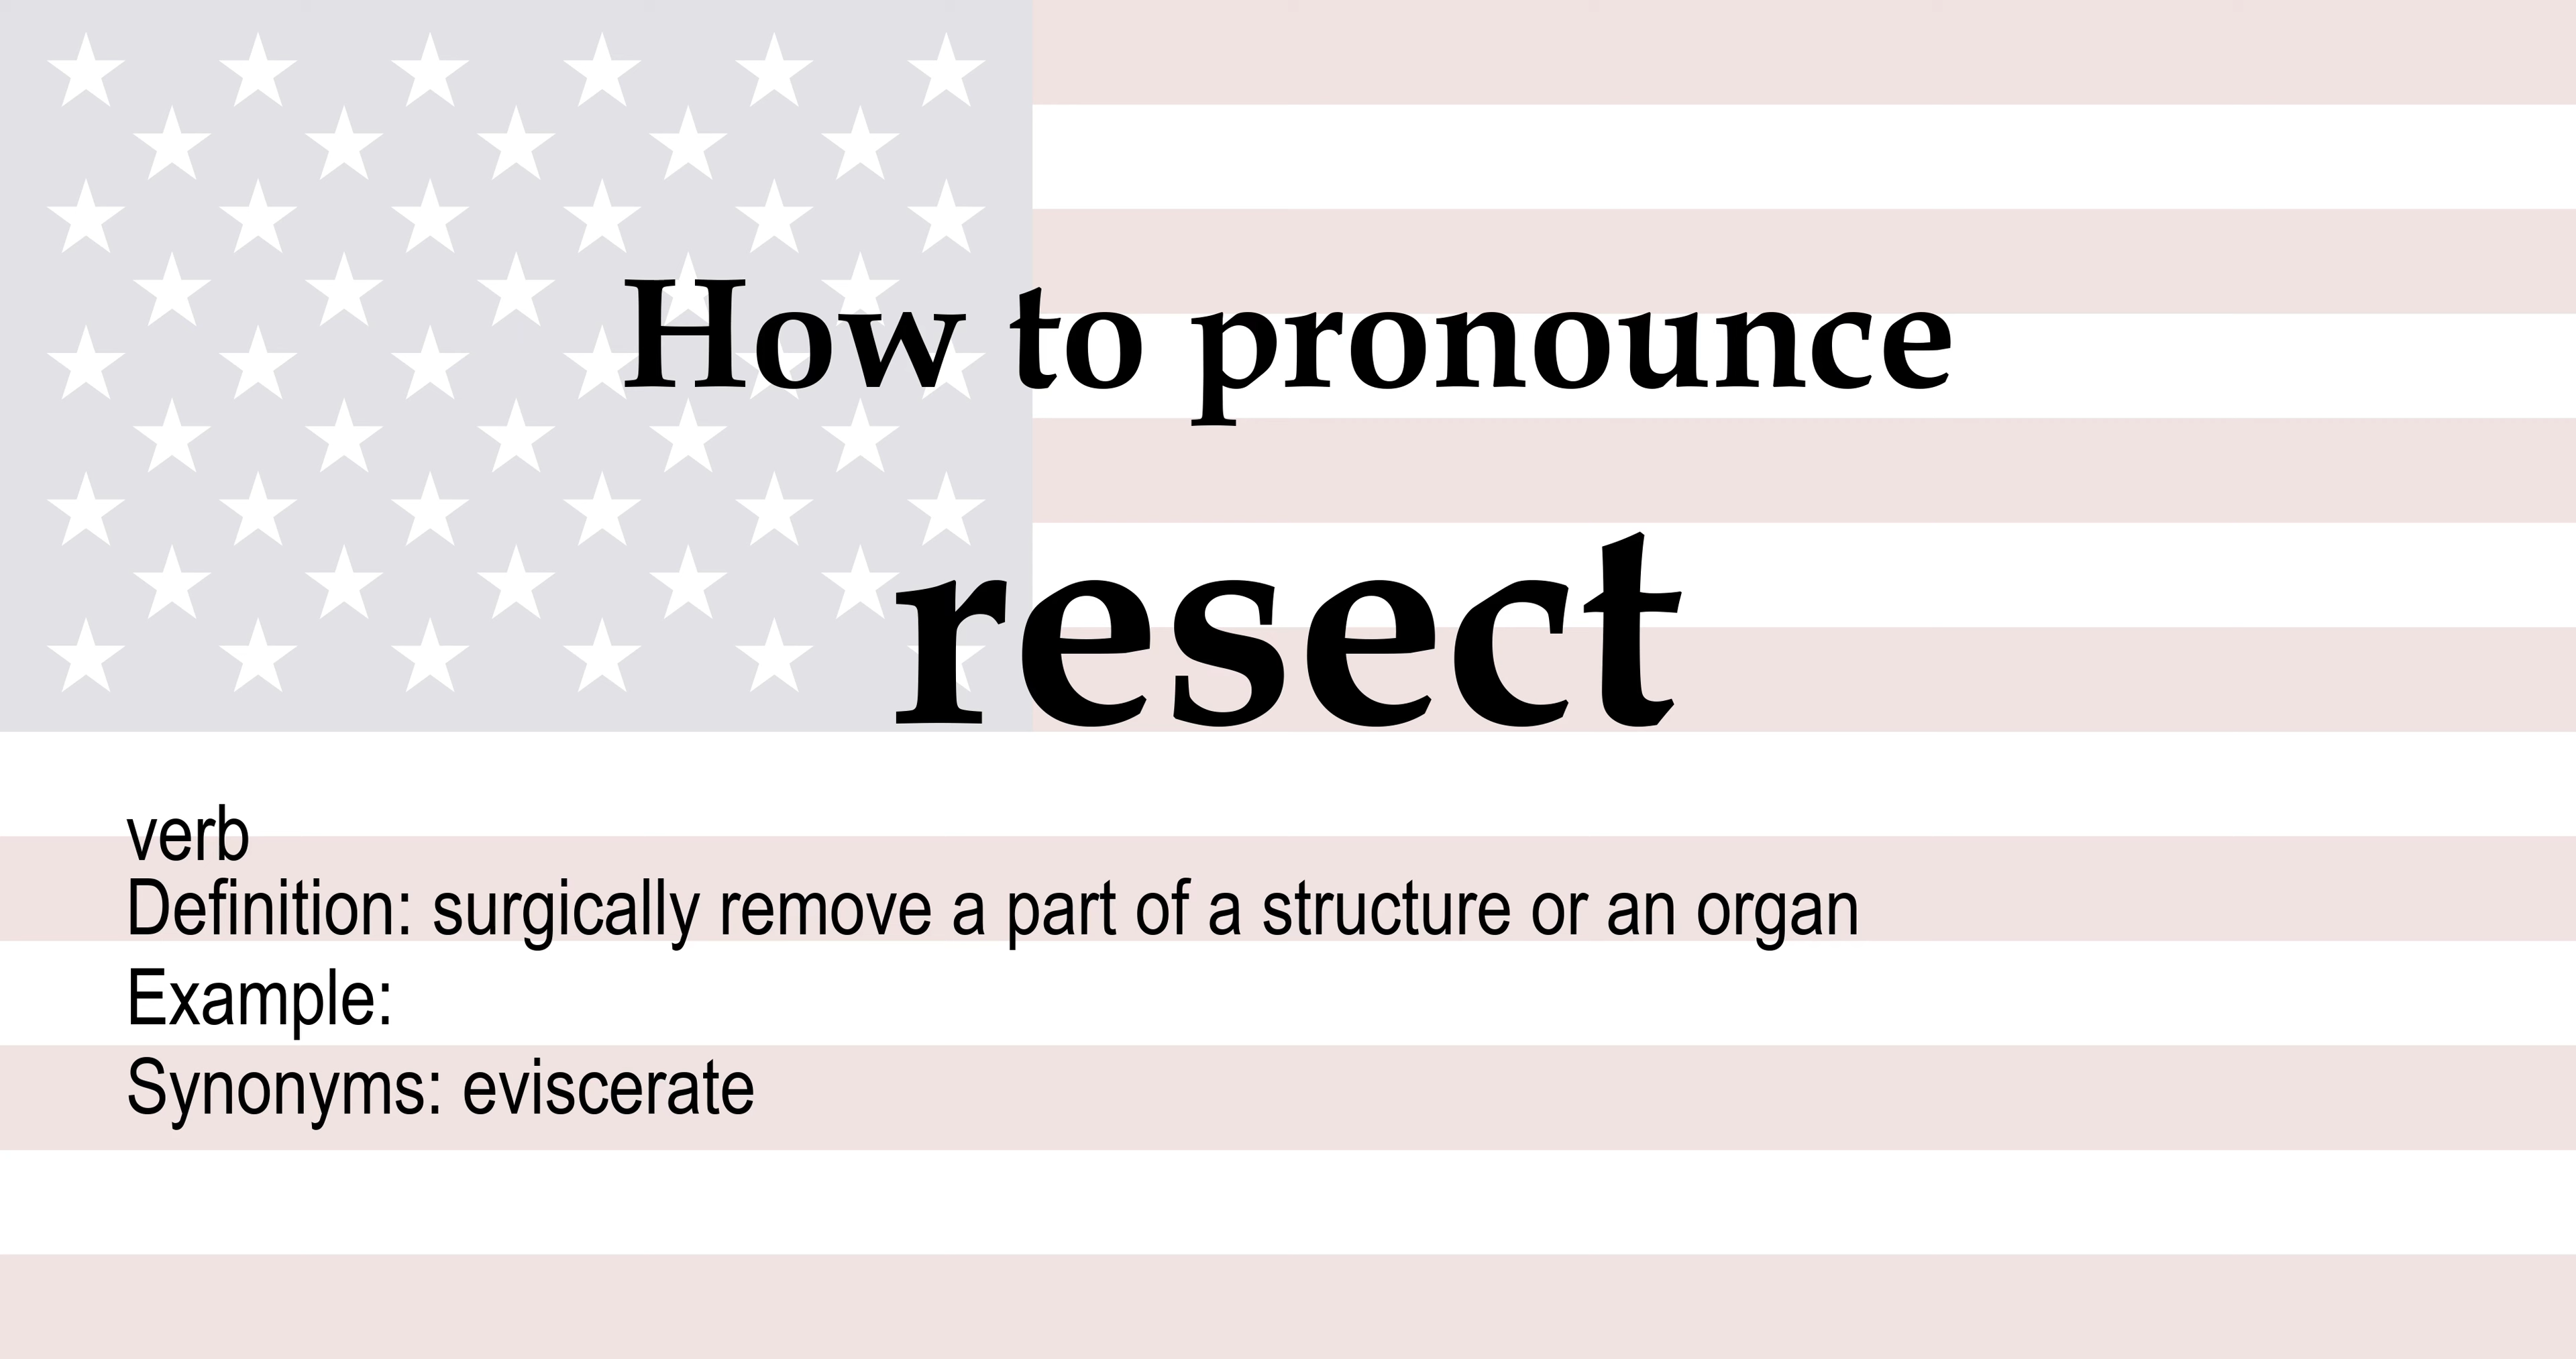 How to pronounce
resect
verb
Definition: surgically remove a part of a structure or an organ
Example:
Synonyms: eviscerate